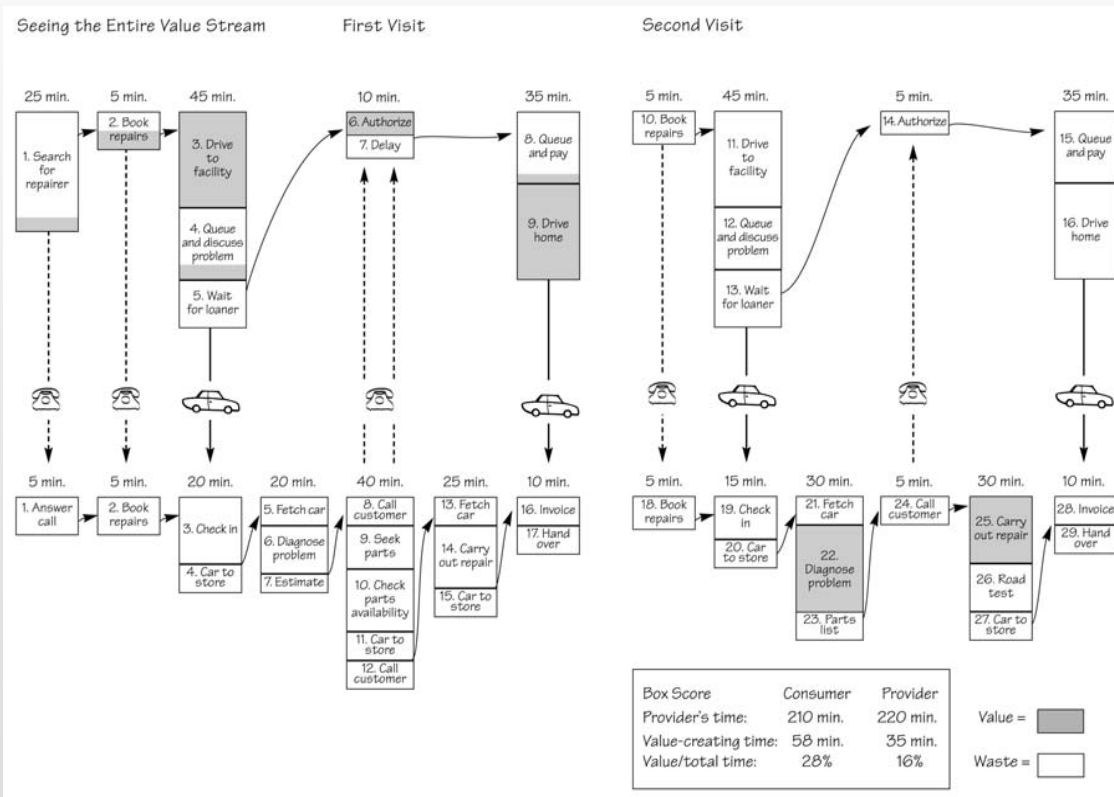 Seeing the Entire Value Stream
First Visit
Second Visit
25 min.
5 min.
45 min.
10 min.
35 min.
5 min.
45 min.
5 min.
35 min.
1. Search
for
repairer
2. Book
repairs
3. Drive
to
facility
4. Queue
and discuss
problem
5. Wait
for loaner
6. Authorize
7. Delay
8. Queue
and pay
9. Drive
home
10. Book
repairs
11. Drive
to
facility
12. Queue
and discuss
problem
13. Wait
for loaner
14. Authorize
15. Queue
and pay
16. Drive
home
5 min.
5 min.
20 min.
20 min.
40 min.
25 min.
10 min.
5 min.
15 min.
30 min.
5 min.
30 min.
10 min.
1. Answer
call
2. Book
repairs
3. Check in
4. Car to
store
5. Fetch car
6. Diagnose
problem
7. Estimate
8. Call
customer
9. Seek
parts
10. Check
parts
availability
11. Car to
store
12. Call
customer
13. Fetch
car
14. Carry
out repair
15. Car to
store
16. Invoice
17. Hand
over
18. Book
repairs
19. Check
in
20. Car
to store
21. Fetch
car
22.
Diagnose
problem
23. Parts
list
24. Call
customer
25. Carry
out repair
26. Road
test
27. Car to
store
28. Invoice
29. Hand
over
Box Score Consumer Provider
Provider's time: 210 min. 220 min.
Value-creating time: 58 min. 35 min.
Value/total time: 28% 16%
Value =
Waste =